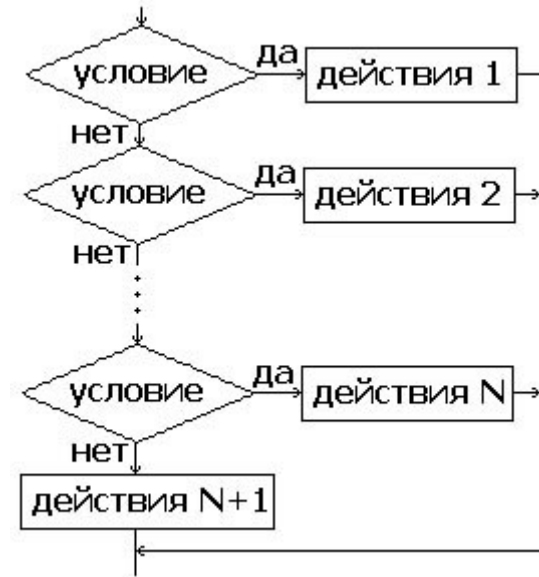 условие
да
действия 1
нет
условие
да
действия 2
нет
условие
да
действия N
нет
действия N+1